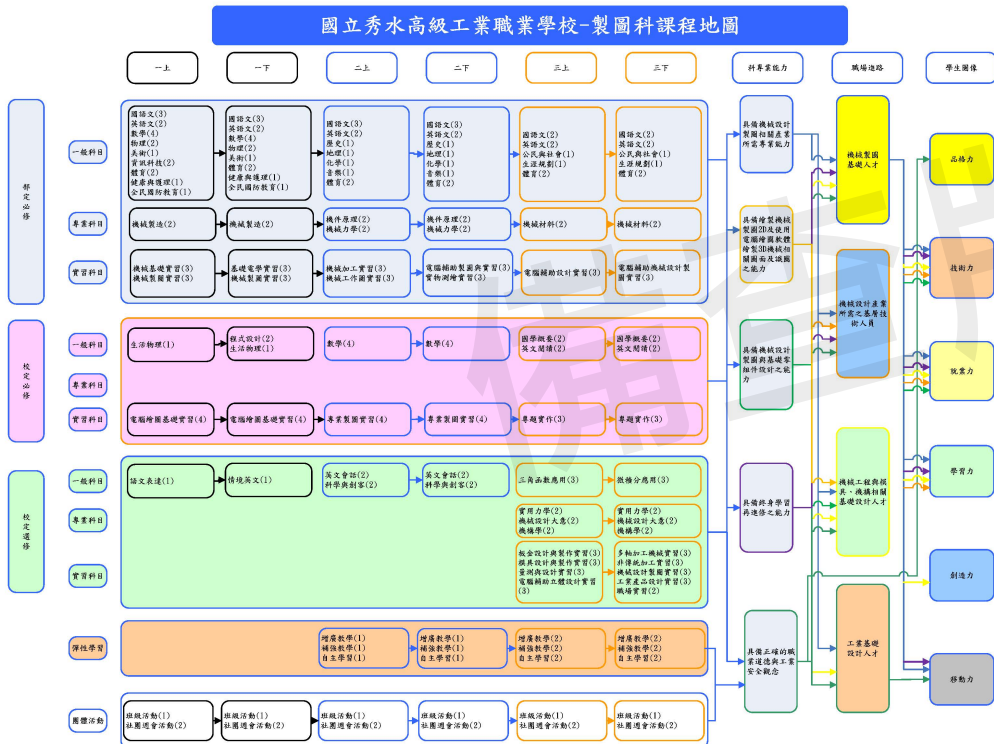 國立秀水高級工業職業學校-製圖科課程地圖
一上
一下
二上
二下
三上
三下
科專業能力
職場進路
學生圖像
部定必修
一般科目
國語文(3)
英語文(2)
數學(4)
物理(2)
美術(1)
資訊科技(2)
體育(2)
健康與護理(1)
全民國防教育(1)
國語文(3)
英語文(2)
數學(4)
物理(2)
美術(1)
體育(2)
健康與護理(1)
全民國防教育(1)
國語文(3)
英語文(2)
歷史(1)
地理(1)
化學(1)
音樂(1)
體育(2)
國語文(3)
英語文(2)
歷史(1)
地理(1)
化學(1)
音樂(1)
體育(2)
國語文(2)
英語文(2)
公民與社會(1)
生涯規劃(1)
體育(2)
國語文(2)
英語文(2)
公民與社會(1)
生涯規劃(1)
體育(2)
專業科目
機械製造(2)
機械製造(2)
機件原理(2)
機械力學(2)
機件原理(2)
機械力學(2)
機械材料(2)
機械材料(2)
實習科目
機械基礎實習(3)
機械製圖實習(3)
基礎電學實習(3)
機械製圖實習(3)
機械加工實習(3)
機械工作圖實習(3)
電腦輔助製圖與實習(3)
實物測繪實習(3)
電腦輔助設計實習(3)
電腦輔助機械設計製
圖實習(3)
校定必修
一般科目
生活物理(1)
程式設計(2)
生活物理(1)
數學(4)
數學(4)
國學概要(2)
英文閱讀(2)
國學概要(2)
英文閱讀(2)
專業科目
實習科目
電腦繪圖基礎實習(4)
電腦繪圖基礎實習(4)
專業製圖實習(4)
專業製圖實習(4)
專題實作(3)
專題實作(3)
校定選修
一般科目
語文表達(1)
情境英文(1)
英文會話(2)
科學與創客(2)
英文會話(2)
科學與創客(2)
三角函數應用(3)
微積分應用(3)
專業科目
實用力學(2)
機械設計大意(2)
機構學(2)
實用力學(2)
機械設計大意(2)
機構學(2)
實習科目
板金設計與製作實習(3)
模具設計與製作實習(3)
量測與設計實習(3)
電腦輔助立體設計實習
(3)
多軸加工機械實習(3)
非傳統加工實習(3)
機械設計製圖實習(3)
工業產品設計實習(3)
職場實習(2)
彈性學習
增廣教學(1)
補強教學(1)
自主學習(1)
增廣教學(1)
補強教學(1)
自主學習(1)
增廣教學(2)
補強教學(2)
自主學習(2)
增廣教學(2)
補強教學(2)
自主學習(2)
團體活動
班級活動(1)
社團週會活動(2)
班級活動(1)
社團週會活動(2)
班級活動(1)
社團週會活動(2)
班級活動(1)
社團週會活動(2)
班級活動(1)
社團週會活動(2)
班級活動(1)
社團週會活動(2)
具備機械設計
製圖相關產業
所需專業能力
具備繪製機械
製圖2D及使用
電腦繪圖軟體
繪製3D機械相
關圖面及識圖
之能力
具備機械設計
製圖與基礎零
組件設計之能
力
具備終身學習
再進修之能力
具備正確的職
業道德與工業
安全觀念
機械製圖
基礎人才
機械設計產業
所需之基層技
術人員
機械工程與模
具、機構相關
基礎設計人才
工業基礎
設計人才
品格力
技術力
就業力
學習力
創造力
移動力
備查